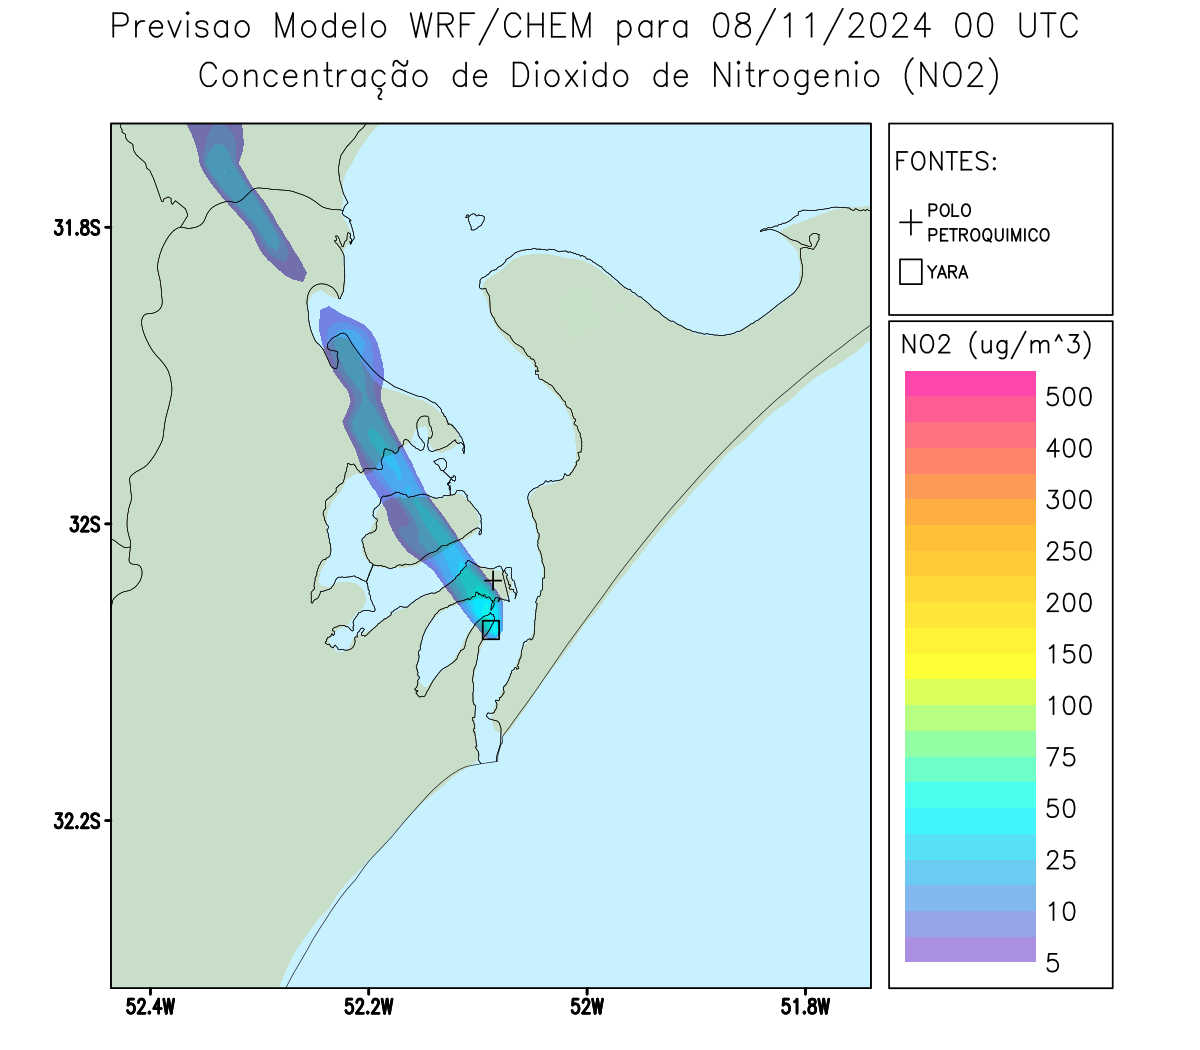 Previsao Modelo WRF/CHEM para 08/11/2024 00 UTC
Concentração de Dioxido de Nitrogenio (NO2)
FONTES:
POLO
PETROQUIMICO
YARA
NO2 (ug/m^3)
500
400
300
250
200
150
100
75
50
25
10
5
31.8S
32S
32.2S
52.4W
52.2W
52W
51.8W